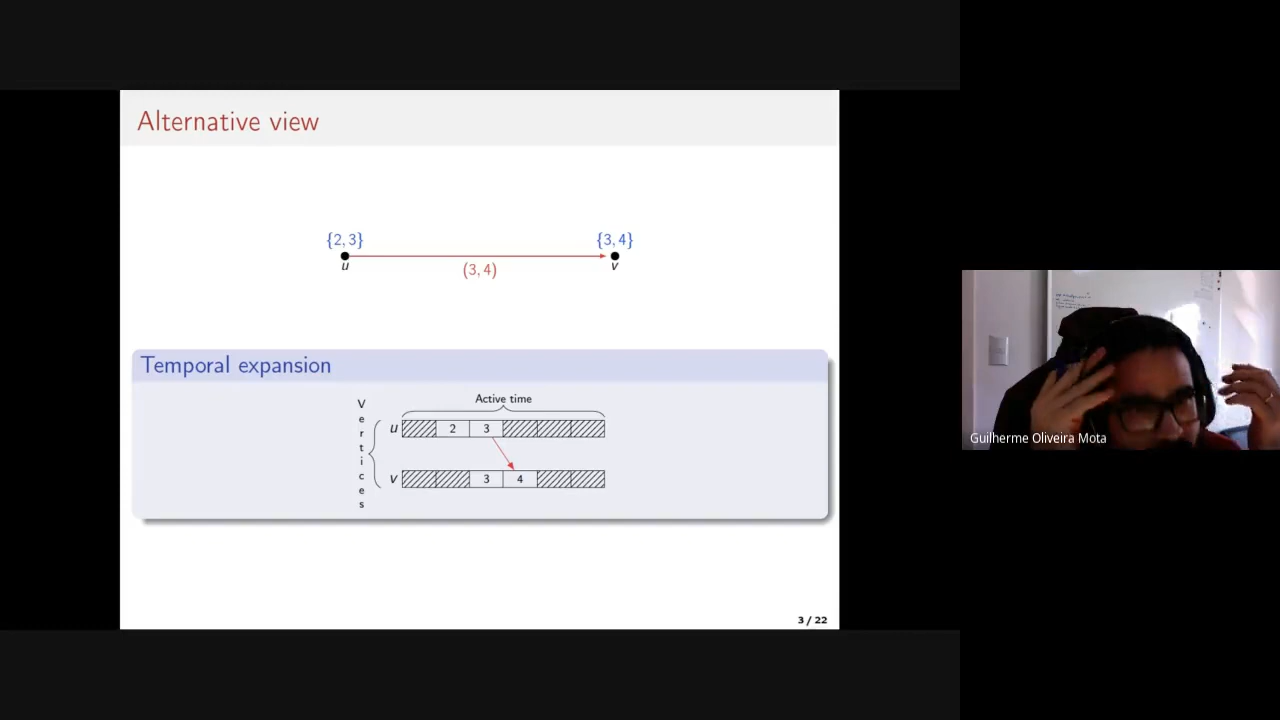 Alternative view
{2, 3}
{3, 4}
u
(3, 4)
v
Temporal expansion
Vertices
Active time
u
2
3
v
3
4
3 / 22
Guilherme Oliveira Mota